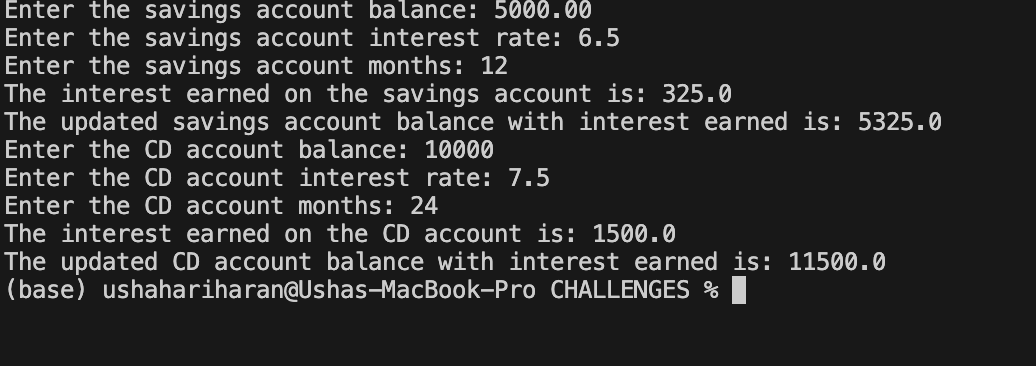 Enter the savings account balance: 5000.00
Enter the savings account interest rate: 6.5
Enter the savings account months: 12
The interest earned on the savings account is: 325.0
The updated savings account balance with interest earned is: 5325.0
Enter the CD account balance: 10000
Enter the CD account interest rate: 7.5
Enter the CD account months: 24
The interest earned on the CD account is: 1500.0
The updated CD account balance with interest earned is: 11500.0
(base) ushahariharan@Ushas-MacBook-Pro CHALLENGES %